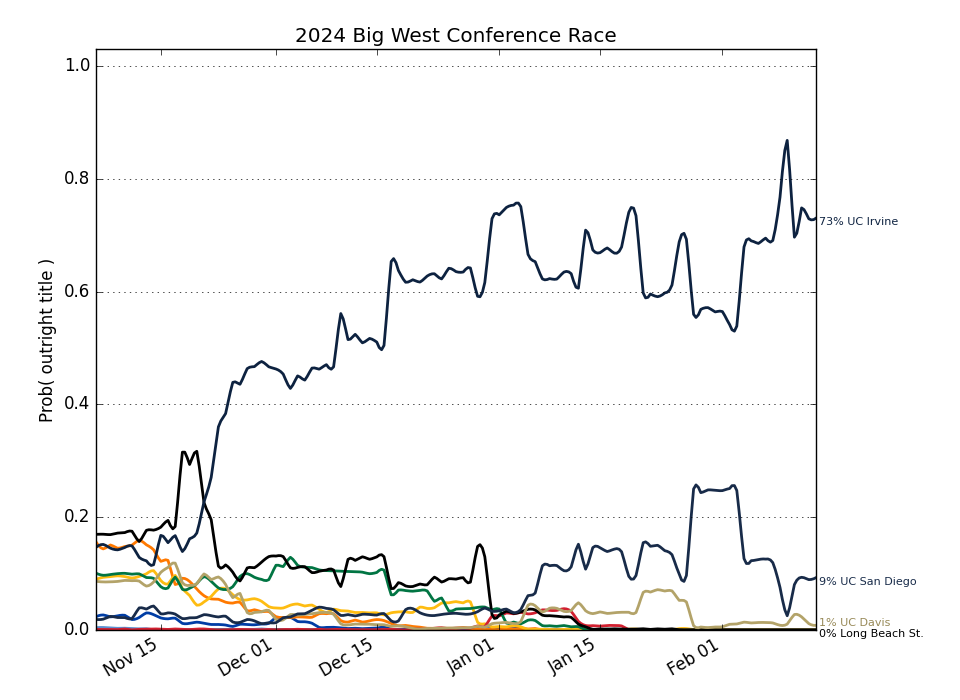 2024 Big West Conference Race
Prob( outright title )
1.0
0.8
0.6
0.4
0.2
0.0
73% UC Irvine
9% UC San Diego
1% UC Davis
0% Long Beach St.
Nov 15
Dec 01
Dec 15
Jan 01
Jan 15
Feb 01